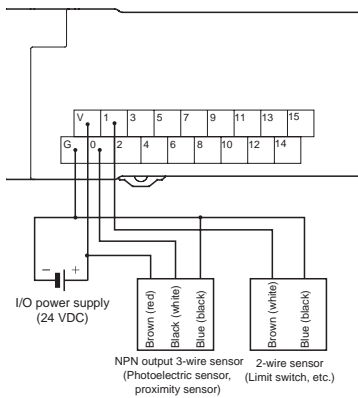 V 1 3 5 7 9 11 13 15
G 0 2 4 6 8 10 12 14
− +
I/O power supply
(24 VDC)
Brown (red)
Black (white)
Blue (black)
Brown (white)
Blue (black)
NPN output 3-wire sensor
(Photoelectric sensor,
proximity sensor)
2-wire sensor
(Limit switch, etc.)